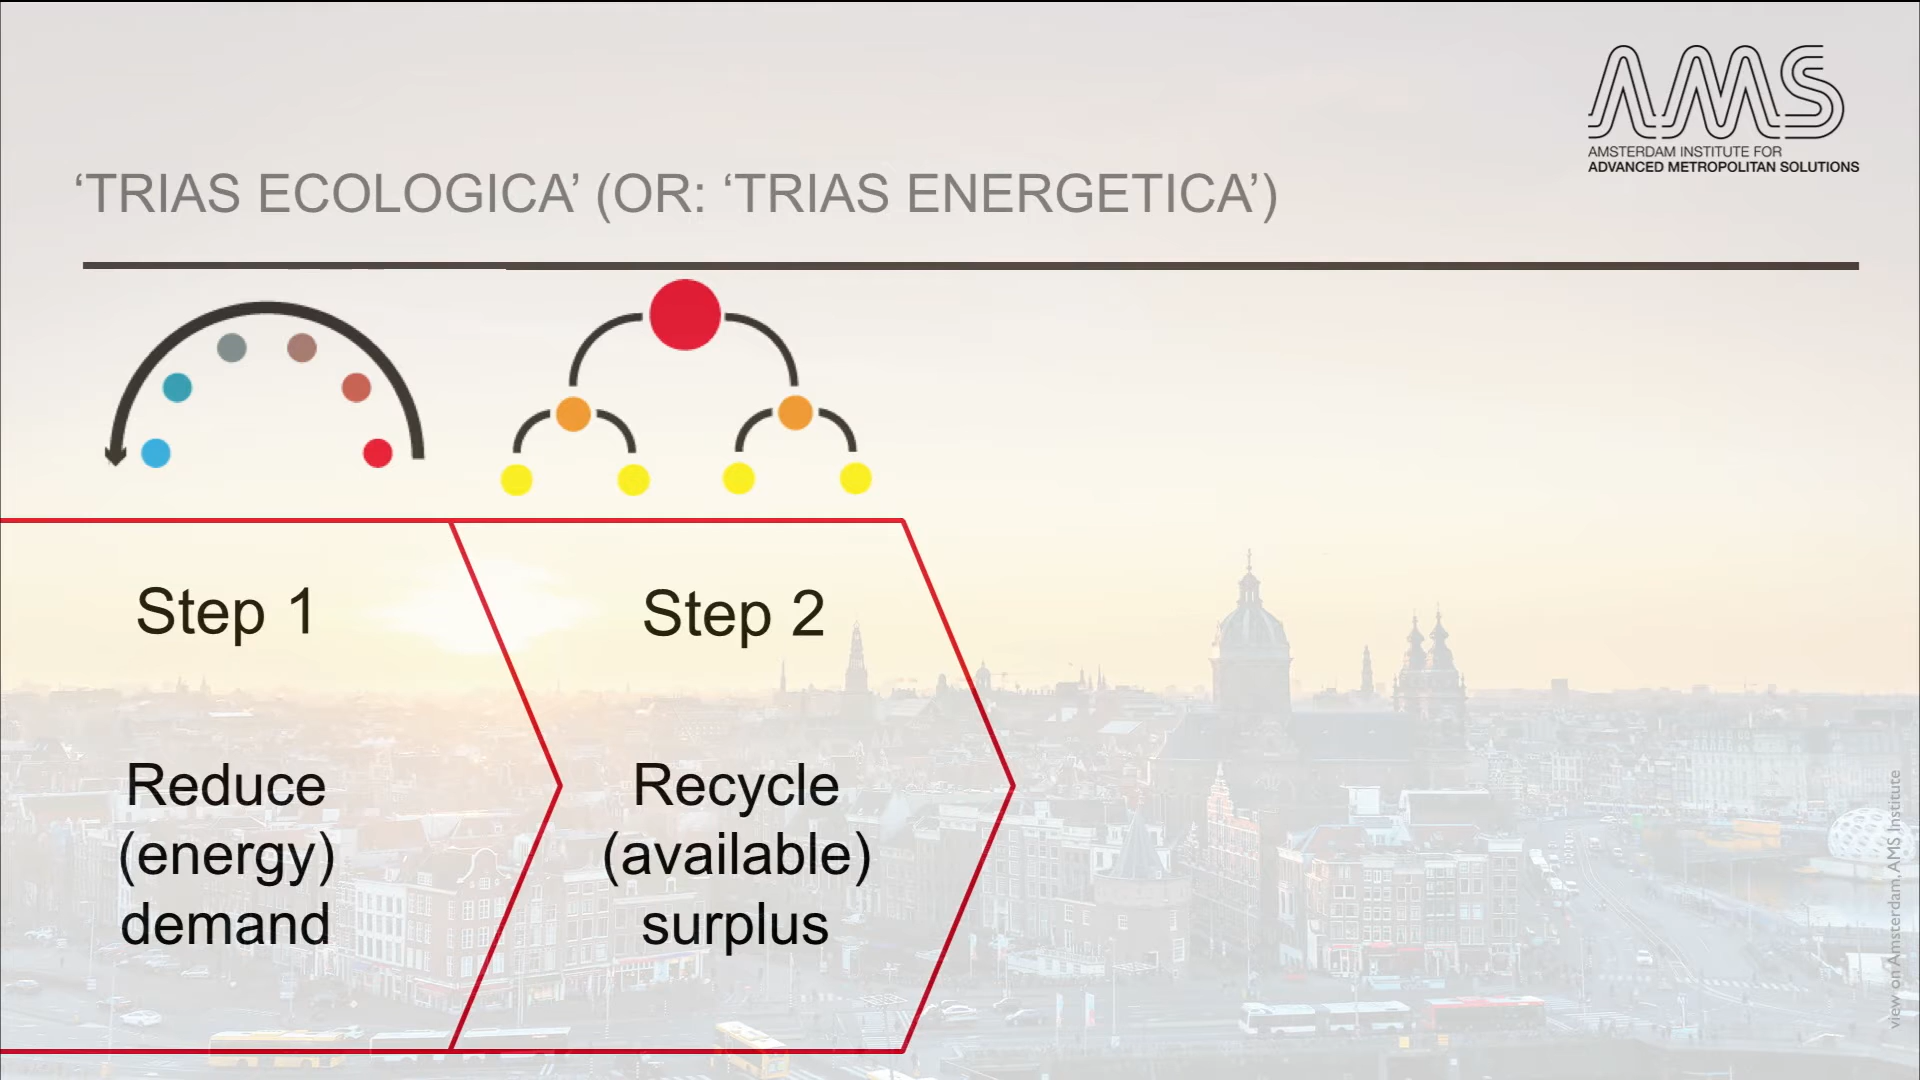 AMS
AMSTERDAM INSTITUTE FOR
ADVANCED METROPOLITAN SOLUTIONS
‘TRIAS ECOLOGICA’ (OR: ‘TRIAS ENERGETICA’)
Step 1
Reduce
(energy)
demand
Step 2
Recycle
(available)
surplus
view on Amsterdam, AMS Institute